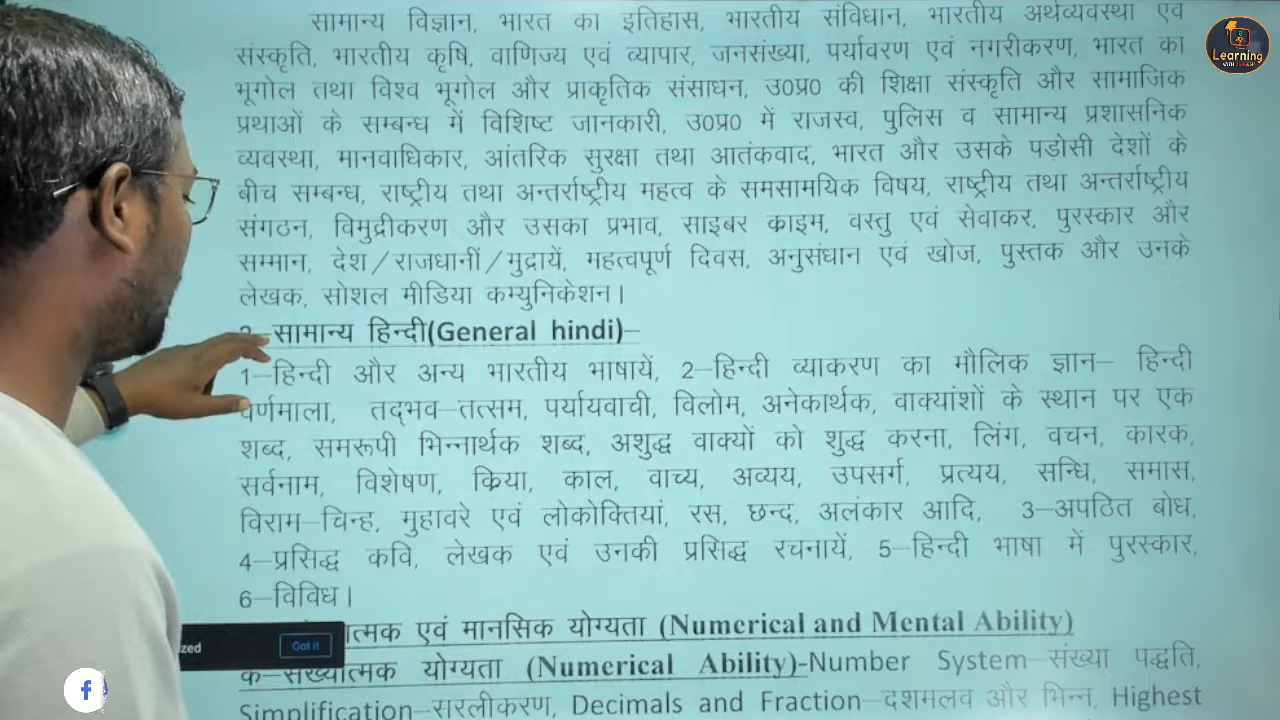 सामान्य विज्ञान, भारत का इतिहास, भारतीय संविधान, भारतीय अर्थव्यवस्था एवं
Learning
संस्कृति, भारतीय कृषि, वाणिज्य एवं व्यापार, जनसंख्या, पर्यावरण एवं नगरीकरण, भारत का
भूगोल तथा विश्व भूगोल और प्राकृतिक संसाधन, उ0प्र0 की शिक्षा संस्कृति और सामाजिक
प्रथाओं के सम्बन्ध में विशिष्ट जानकारी, उ0प्र0 में राजस्व, पुलिस व सामान्य प्रशासनिक
व्यवस्था, मानवाधिकार, आंतरिक सुरक्षा तथा आतंकवाद, भारत और उसके पड़ोसी देशों के
बीच सम्बन्ध, राष्ट्रीय तथा अन्तर्राष्ट्रीय महत्व के समसामयिक विषय, राष्ट्रीय तथा अन्तर्राष्ट्रीय
संगठन, विमुद्रीकरण और उसका प्रभाव, साइबर काइम, वस्तु एवं सेवाकर, पुरस्कार और
सम्मान, देश/राजधानीं/मुद्रायें, महत्वपूर्ण दिवस, अनुसंधान एवं खोज, पुस्तक और उनके
लेखक, सोशल मीडिया कम्युनिकेशन।
सामान्य हिन्दी(General hindi)–
1–हिन्दी और अन्य भारतीय भाषायें, 2–हिन्दी व्याकरण का मौलिक ज्ञान– हिन्दी
वर्णमाला, तद्भव–तत्सम, पर्यायवाची, विलोम, अनेकार्थक, वाक्यांशों के स्थान पर एक
शब्द, समरूपी भिन्नार्थक शब्द, अशुद्ध वाक्यों को शुद्ध करना, लिंग, वचन, कारक,
सर्वनाम, विशेषण, क्रिया, काल, वाच्य, अव्यय, उपसर्ग, प्रत्यय, सन्धि, समास,
विराम–चिन्ह, मुहावरे एवं लोकोक्तियां, रस, छन्द, अलंकार आदि, 3–अपठित बोध,
4–प्रसिद्ध कवि, लेखक एवं उनकी प्रसिद्ध रचनायें, 5–हिन्दी भाषा में पुरस्कार,
6–विविध।
एवं मानसिक योग्यता (Numerical and Mental Ability)
Got it
क–संख्यात्मक योग्यता (Numerical Ability)-Number System–संख्या पद्धति,
Simplification–सरलीकरण, Decimals and Fraction–दशमलव और भिन्न, Highest